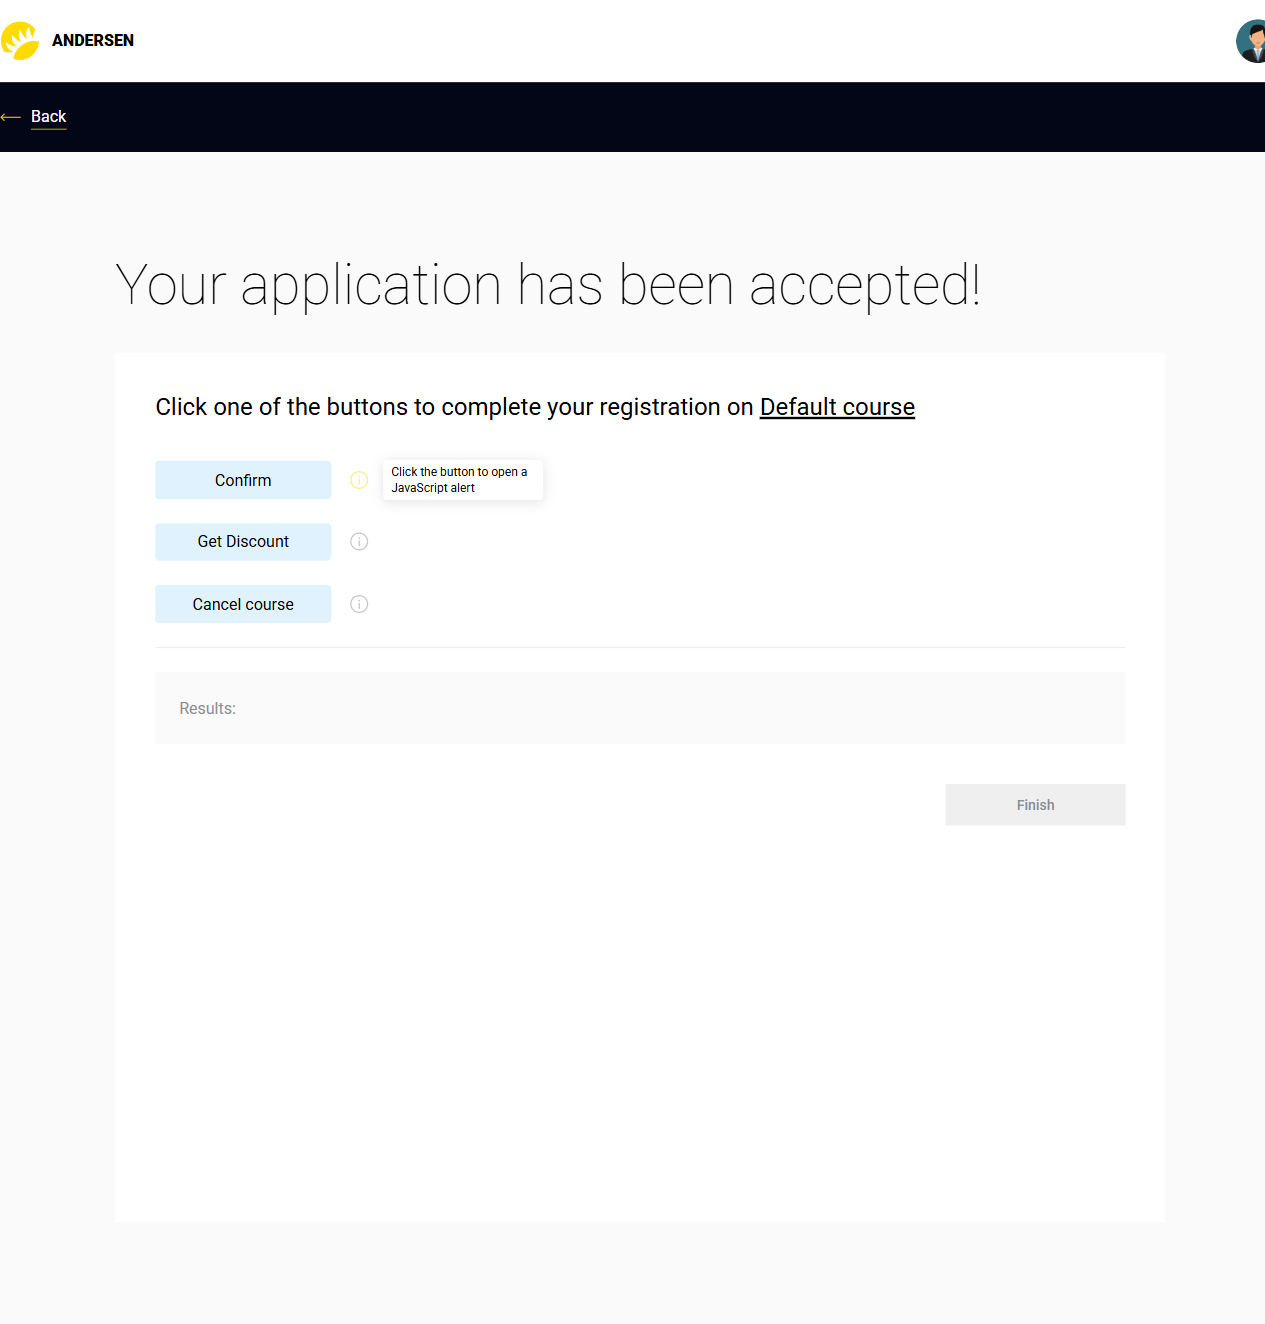 ANDERSEN
Back
Your application has been accepted!
Click one of the buttons to complete your registration on Default course
Confirm
Click the button to open a
JavaScript alert
Get Discount
Cancel course
Results:
Finish